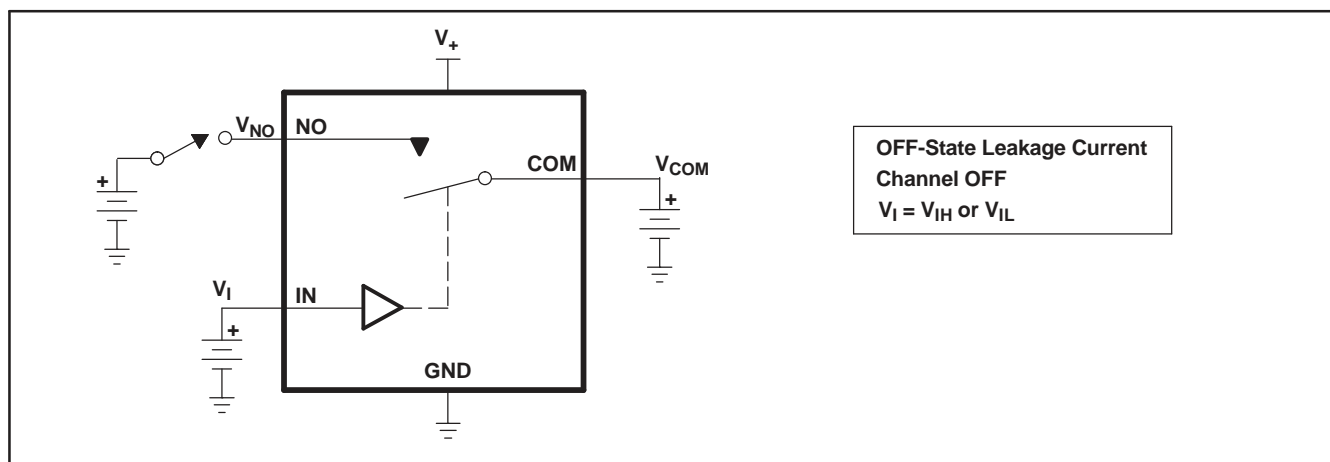 V+
VNO
NO
COM
VCOM
+
+
VI
IN
+
GND
OFF-State Leakage Current
Channel OFF
VI = VIH or VIL